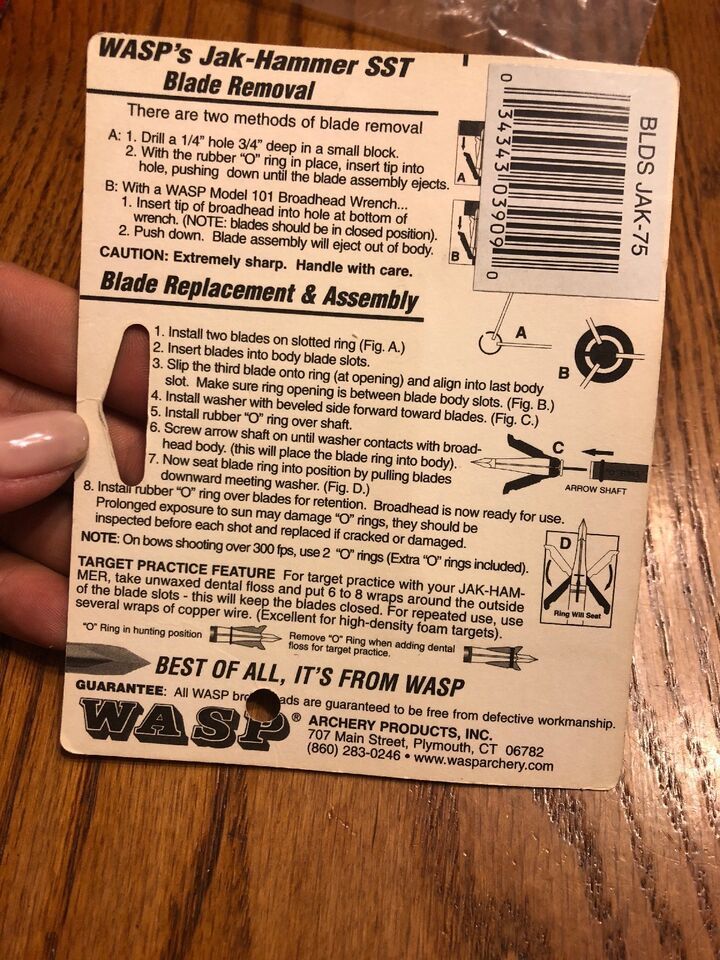 WASP's Jak-Hammer SST
Blade Removal
There are two methods of blade removal
A: 1. Drill a 1/4" hole 3/4" deep in a small block.
2. With the rubber "O" ring in place, insert tip into
hole, pushing down until the blade assembly ejects.
B: With a WASP Model 101 Broadhead Wrench...
1. Insert tip of broadhead into hole at bottom of
wrench. (NOTE: blades should be in closed position).
2. Push down. Blade assembly will eject out of body.
CAUTION: Extremely sharp. Handle with care.
A
B
0 34343 03909 0
BLDS JAK-75
Blade Replacement & Assembly
1. Install two blades on slotted ring (Fig. A.)
2. Insert blades into body blade slots.
3. Slip the third blade onto ring (at opening) and align into last body
slot. Make sure ring opening is between blade body slots. (Fig. B.)
4. Install washer with beveled side forward toward blades. (Fig. C.)
5. Install rubber "O" ring over shaft.
6. Screw arrow shaft on until washer contacts with broad-
head body. (this will place the blade ring into body).
7. Now seat blade ring into position by pulling blades
downward meeting washer. (Fig. D.)
8. Install rubber "O" ring over blades for retention. Broadhead is now ready for use.
Prolonged exposure to sun may damage "O" rings, they should be
inspected before each shot and replaced if cracked or damaged.
NOTE: On bows shooting over 300 fps, use 2 "O" rings (Extra "O" rings included).
A
B
C
ARROW SHAFT
D
Ring Will Seat
TARGET PRACTICE FEATURE For target practice with your JAK-HAM-
MER, take unwaxed dental floss and put 6 to 8 wraps around the outside
of the blade slots - this will keep the blades closed. For repeated use, use
several wraps of copper wire. (Excellent for high-density foam targets).
"O" Ring in hunting position
Remove "O" Ring when adding dental
floss for target practice.
BEST OF ALL, IT'S FROM WASP
GUARANTEE: All WASP bro ads are guaranteed to be free from defective workmanship.
WASP®
ARCHERY PRODUCTS, INC.
707 Main Street, Plymouth, CT 06782
(860) 283-0246 • www.wasparchery.com